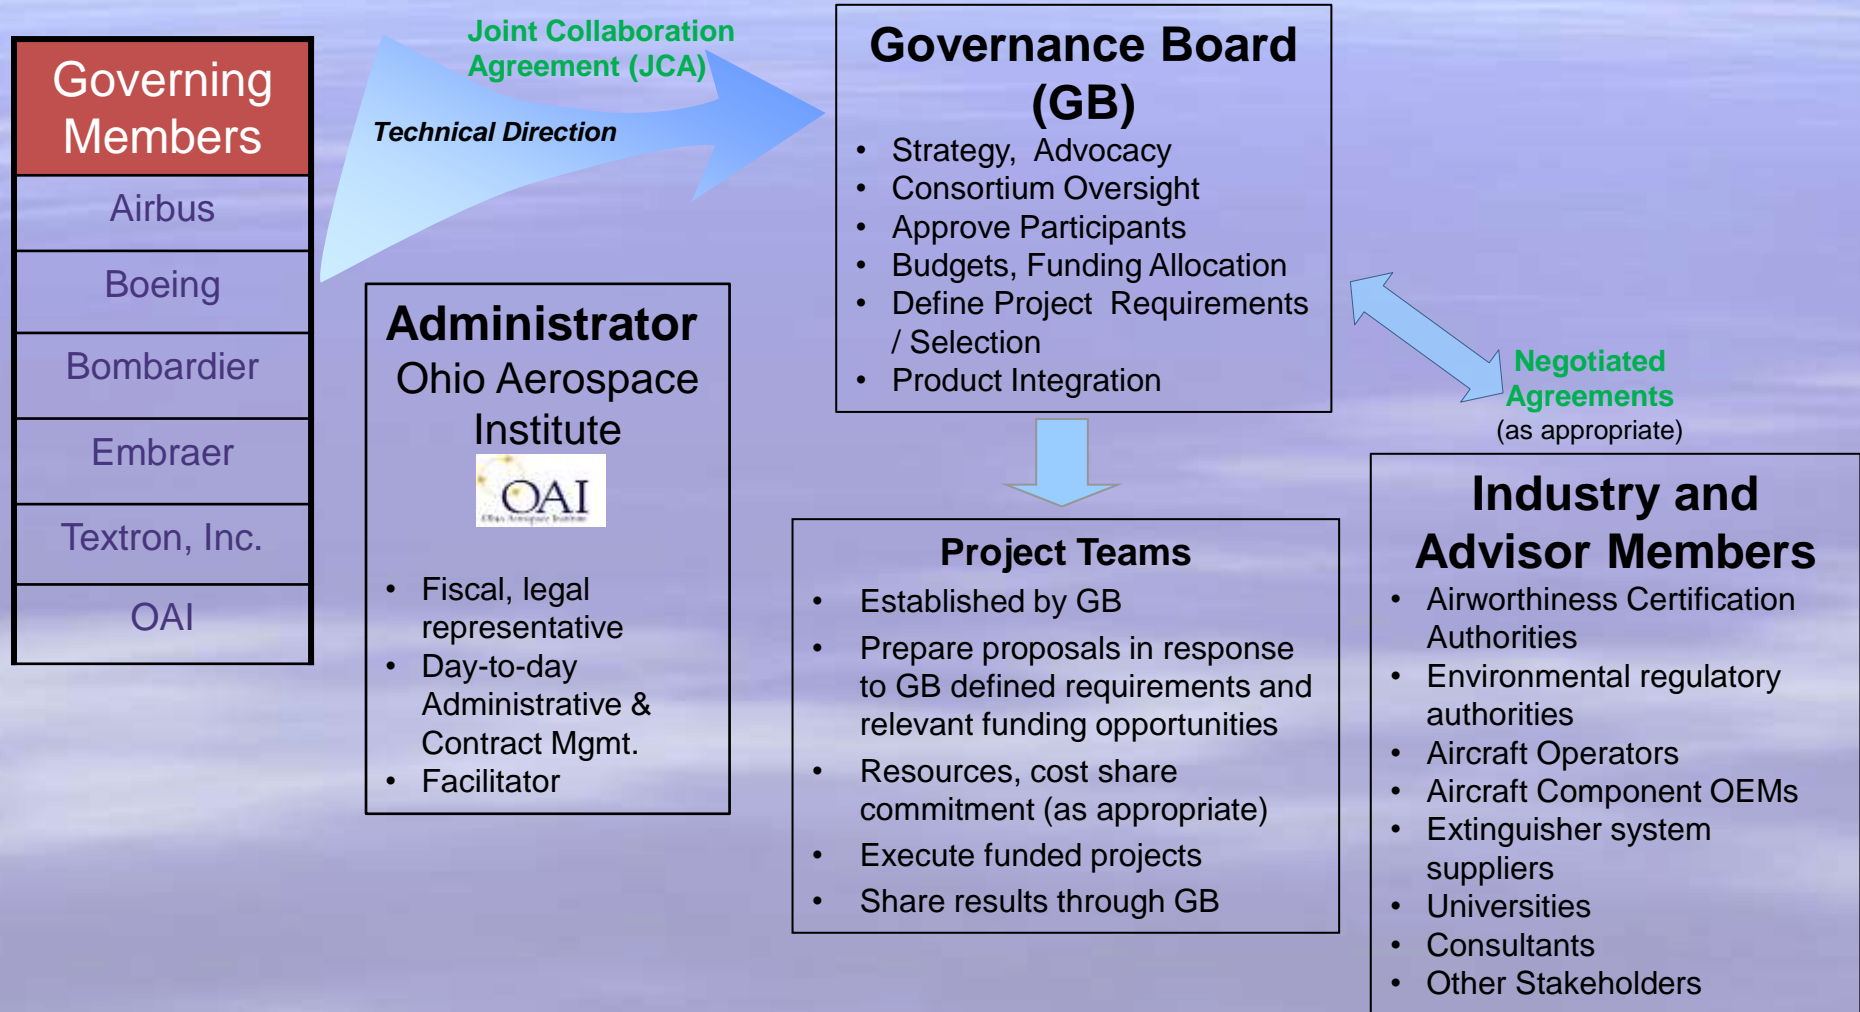 Governing
Members
Airbus
Boeing
Bombardier
Embraer
Textron, Inc.
OAI
Joint Collaboration
Agreement (JCA)
Technical Direction
Administrator
Ohio Aerospace
Institute
OAI
Ohio Aerospace Institute
• Fiscal, legal
representative
• Day-to-day
Administrative &
Contract Mgmt.
• Facilitator
Governance Board
(GB)
• Strategy, Advocacy
• Consortium Oversight
• Approve Participants
• Budgets, Funding Allocation
• Define Project Requirements
/ Selection
• Product Integration
Project Teams
• Established by GB
• Prepare proposals in response
to GB defined requirements and
relevant funding opportunities
• Resources, cost share
commitment (as appropriate)
• Execute funded projects
• Share results through GB
Negotiated
Agreements
(as appropriate)
Industry and
Advisor Members
• Airworthiness Certification
Authorities
• Environmental regulatory
authorities
• Aircraft Operators
• Aircraft Component OEMs
• Extinguisher system
suppliers
• Universities
• Consultants
• Other Stakeholders